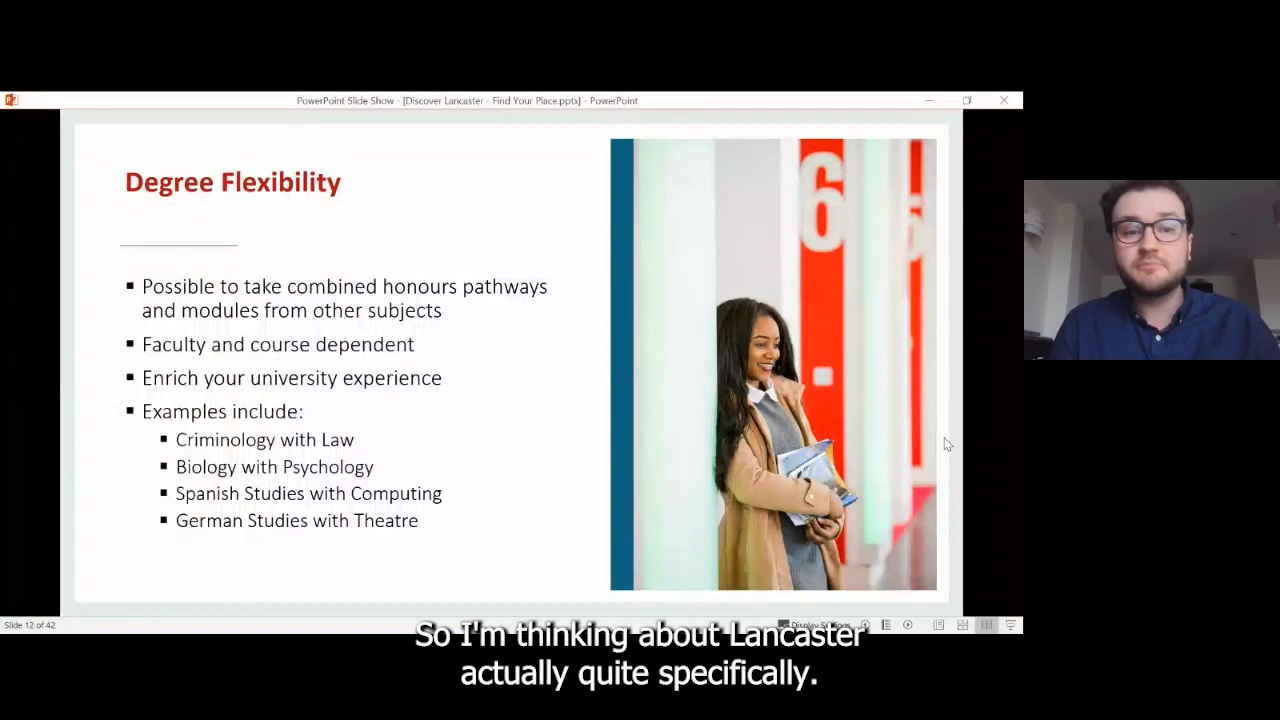 PowerPoint Slide Show - [Discover Lancaster - Find Your Place.pptx] - PowerPoint
Degree Flexibility
▪ Possible to take combined honours pathways
and modules from other subjects
▪ Faculty and course dependent
▪ Enrich your university experience
▪ Examples include:
▪ Criminology with Law
▪ Biology with Psychology
▪ Spanish Studies with Computing
▪ German Studies with Theatre
6
Slide 12 of 42
So I'm thinking about Lancaster
actually quite specifically.